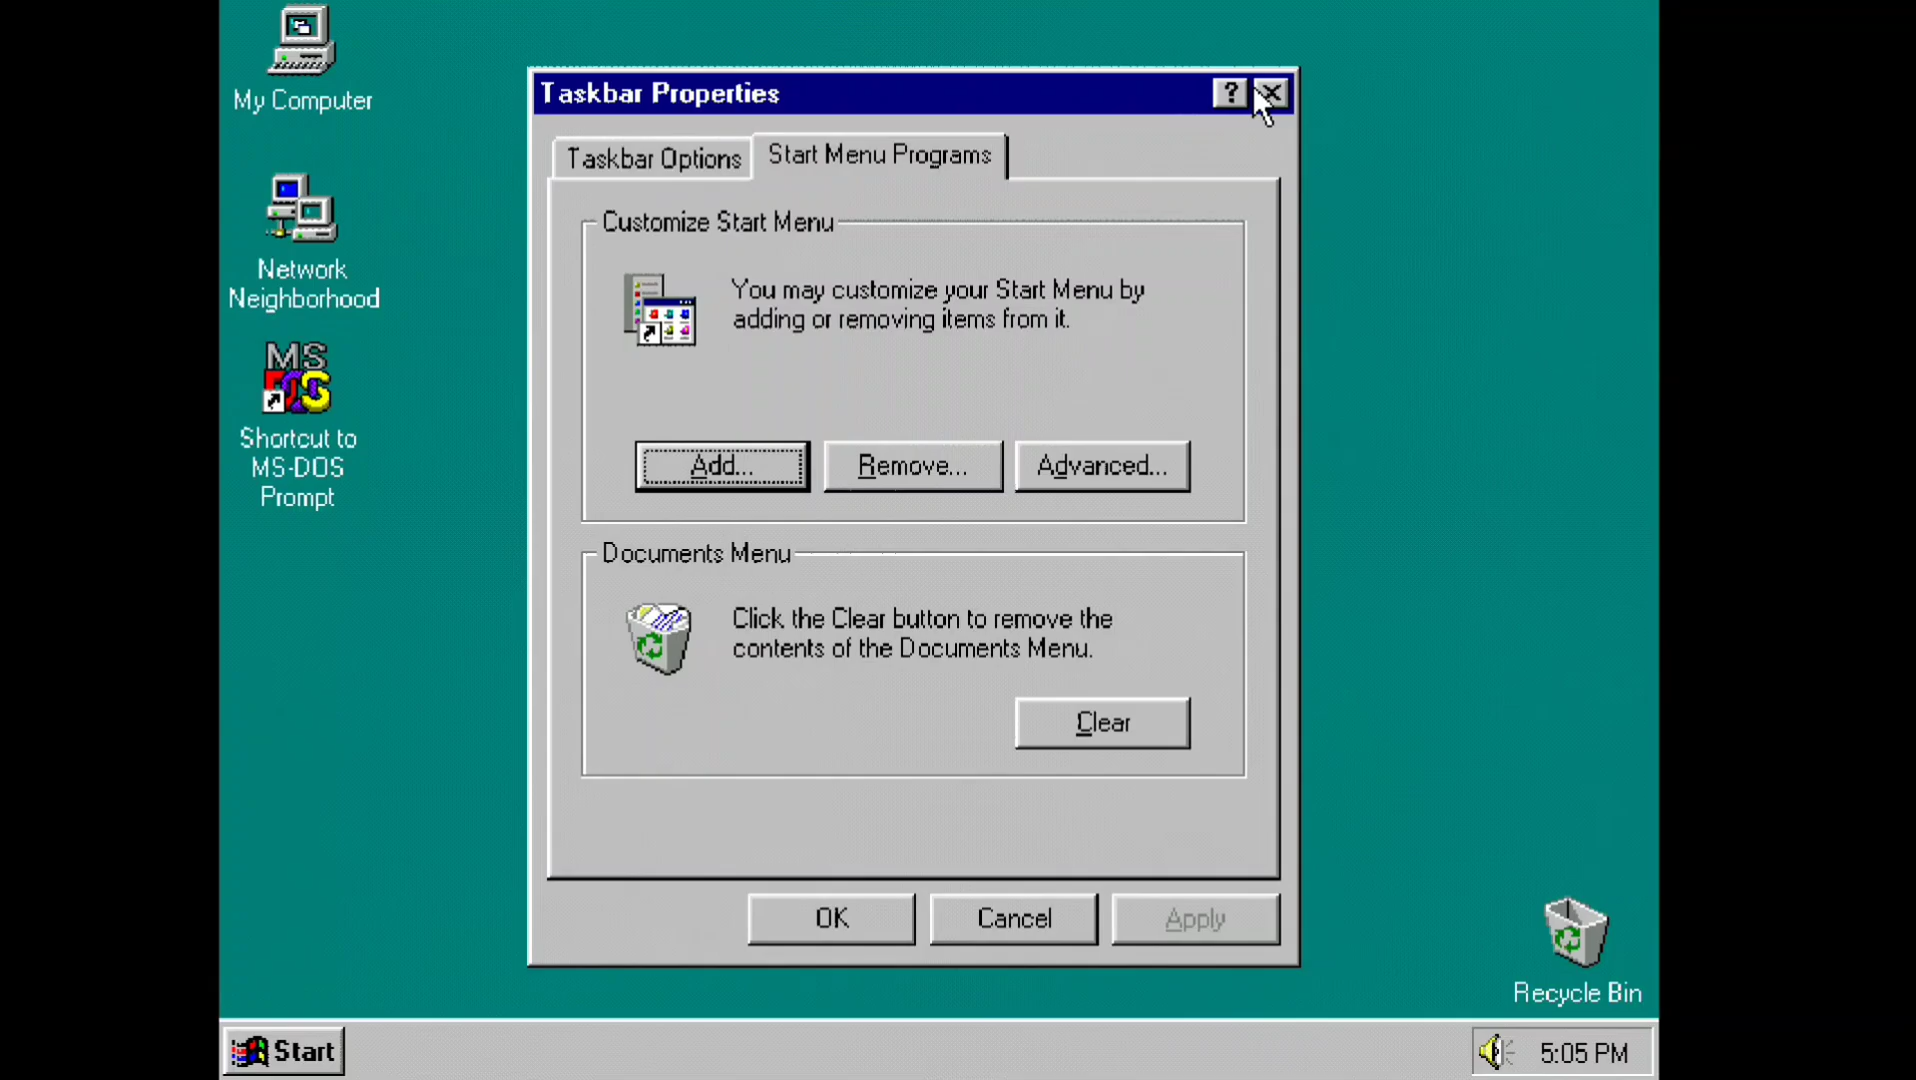 My Computer
Network
Neighborhood
MS
DOS
Shortcut to
MS-DOS
Prompt
Taskbar Properties
?
Taskbar Options
Start Menu Programs
Customize Start Menu
You may customize your Start Menu by
adding or removing items from it.
Add...
Remove...
Advanced...
Documents Menu
Click the Clear button to remove the
contents of the Documents Menu.
Clear
OK
Cancel
Apply
Recycle Bin
Start
5:05 PM